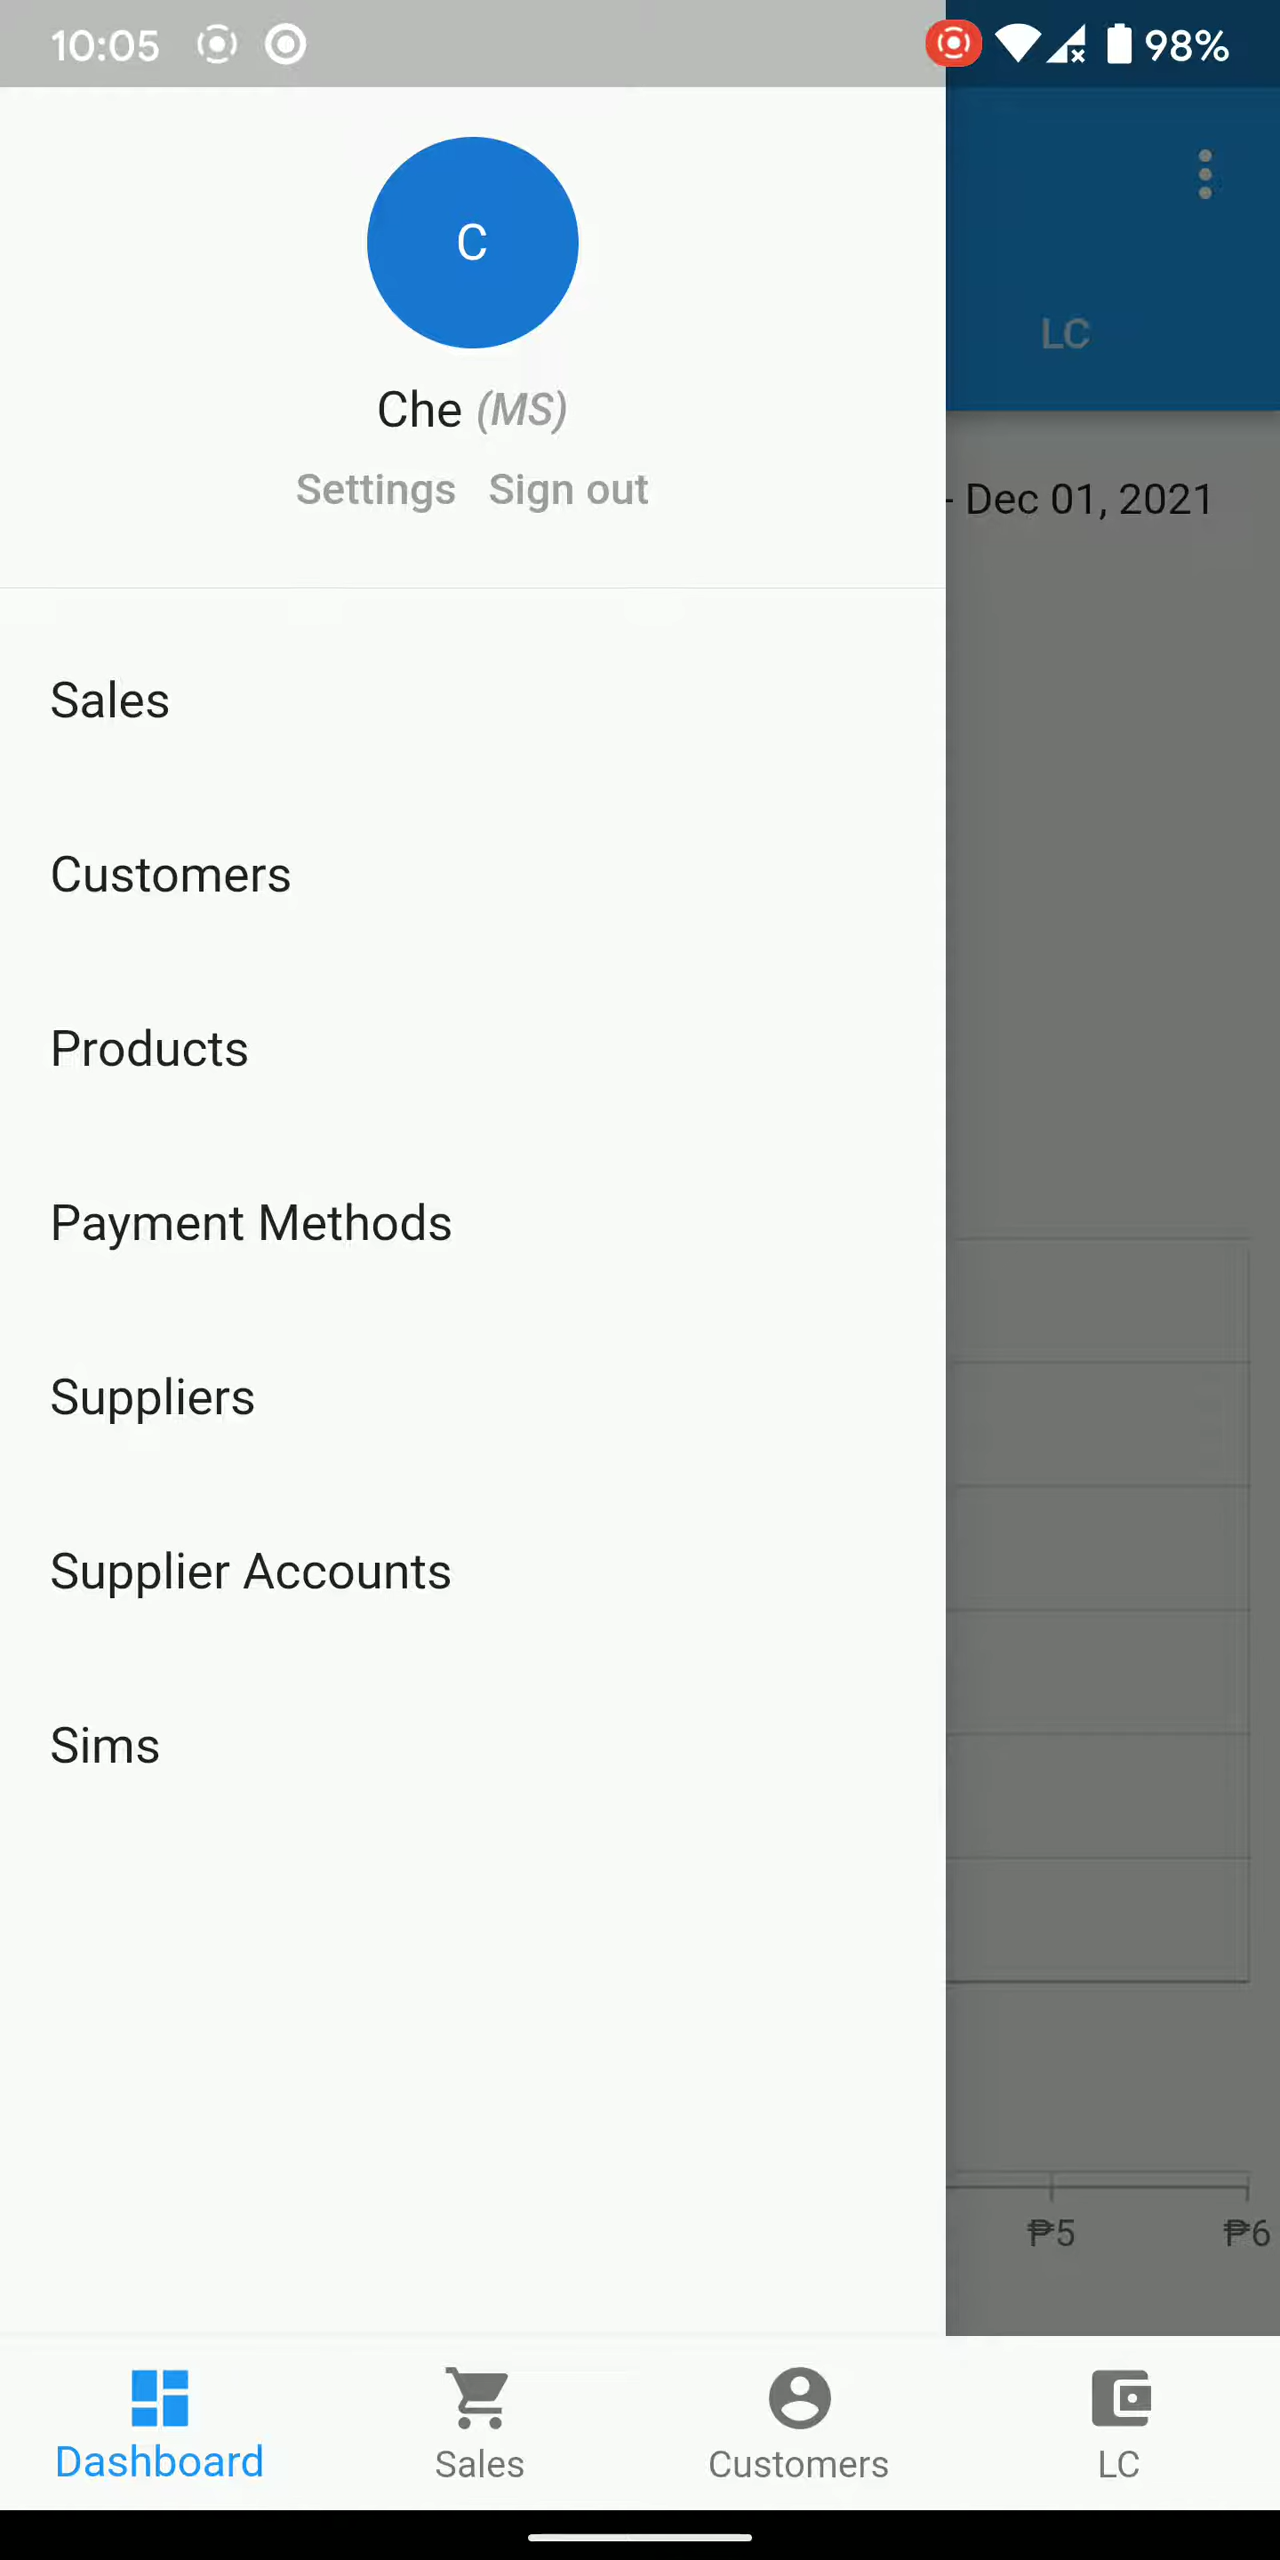 10:05
98%
C
LC
Che (MS)
Settings Sign out
- Dec 01, 2021
Sales
Customers
Products
Payment Methods
Suppliers
Supplier Accounts
Sims
₱5 ₱6
Dashboard Sales Customers LC